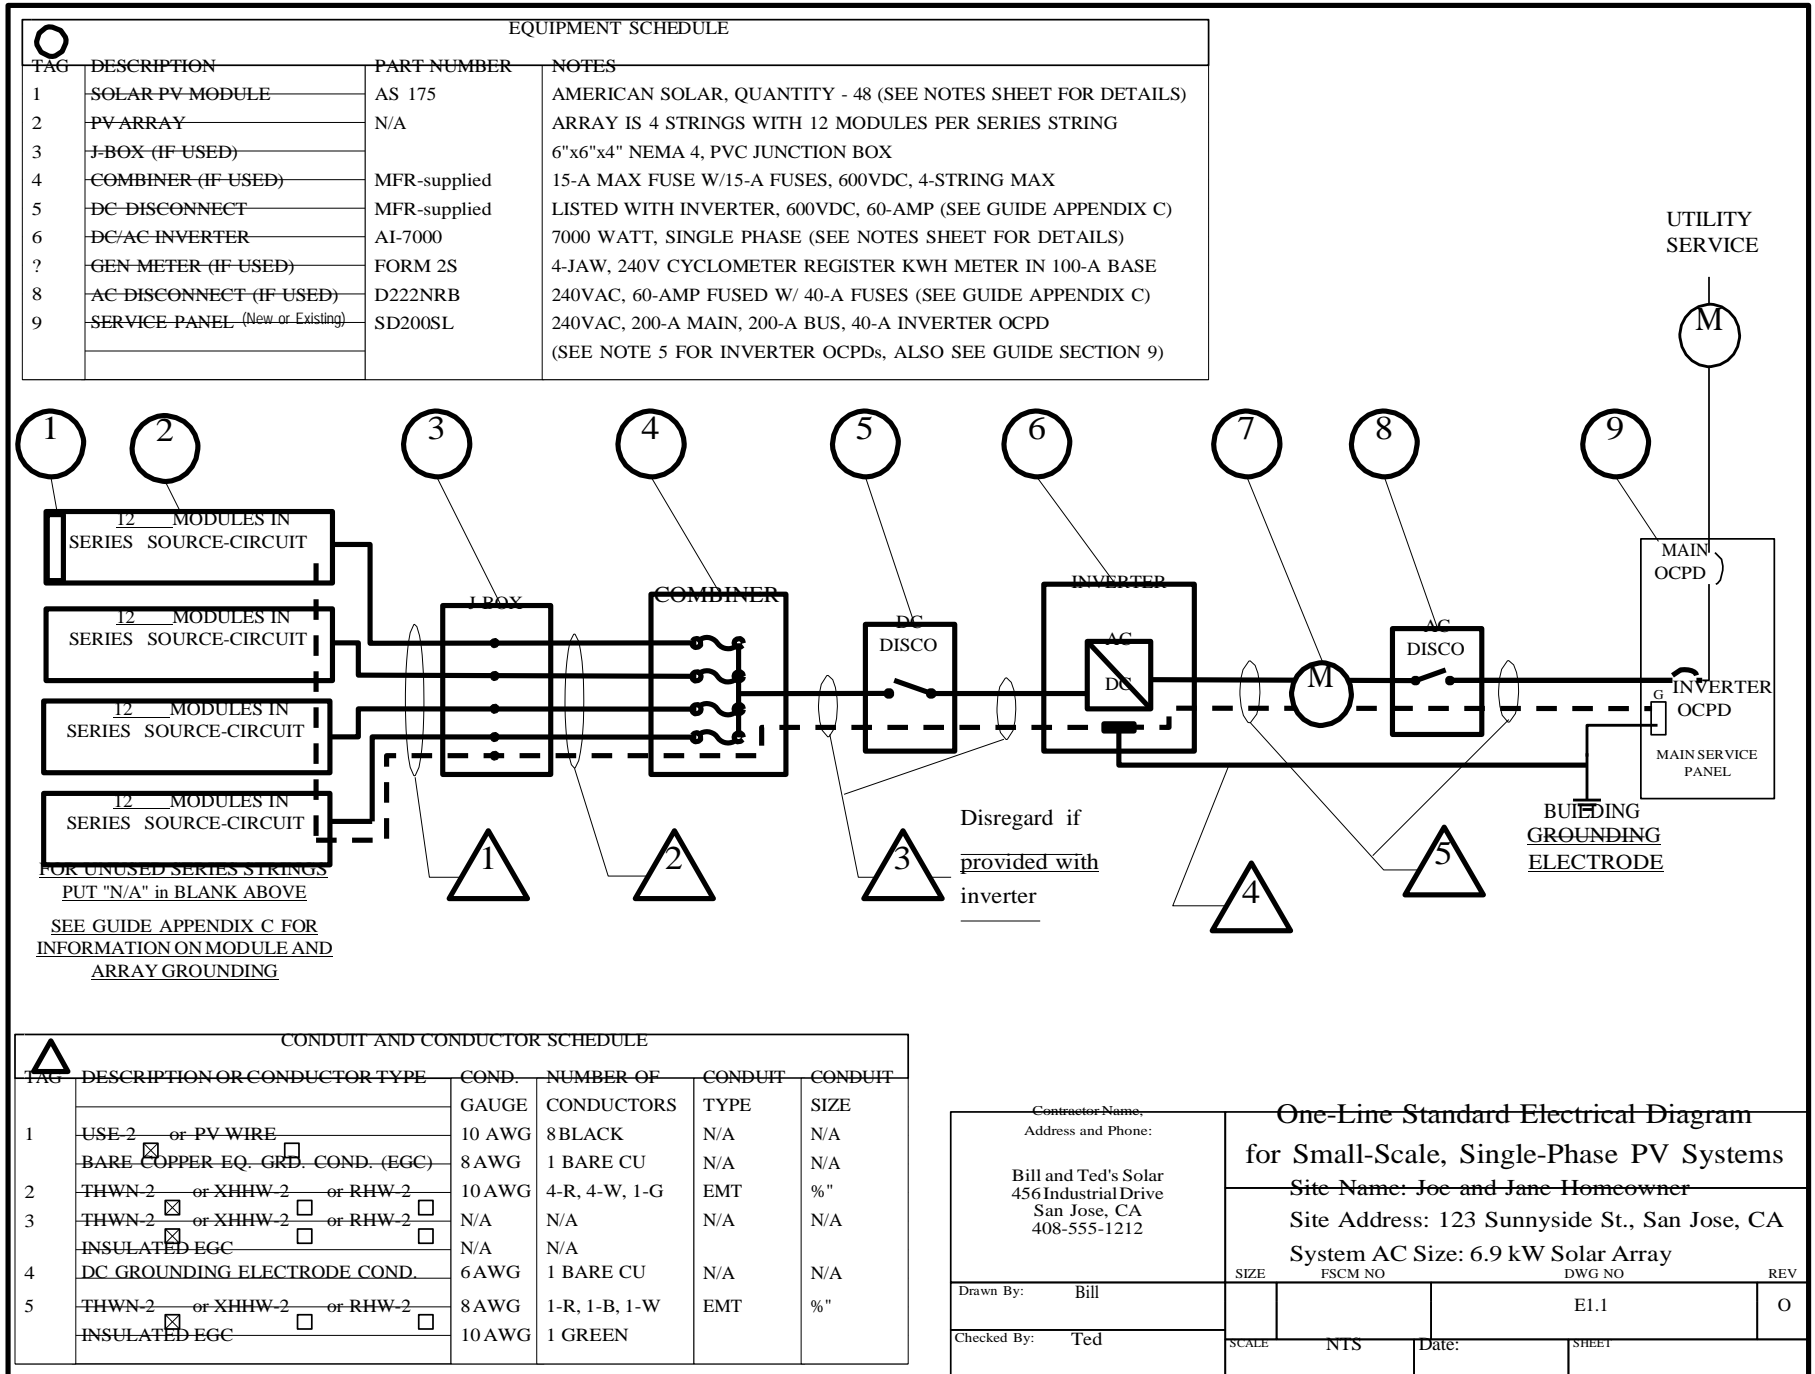 EQUIPMENT SCHEDULE
TAG DESCRIPTION PART NUMBER NOTES
1 SOLAR PV MODULE AS 175 AMERICAN SOLAR, QUANTITY - 48 (SEE NOTES SHEET FOR DETAILS)
2 PV ARRAY N/A ARRAY IS 4 STRINGS WITH 12 MODULES PER SERIES STRING
3 J-BOX (IF USED) 6"x6"x4" NEMA 4, PVC JUNCTION BOX
4 COMBINER (IF USED) MFR-supplied 15-A MAX FUSE W/15-A FUSES, 600VDC, 4-STRING MAX
5 DC DISCONNECT MFR-supplied LISTED WITH INVERTER, 600VDC, 60-AMP (SEE GUIDE APPENDIX C)
6 DC/AC INVERTER AI-7000 7000 WATT, SINGLE PHASE (SEE NOTES SHEET FOR DETAILS)
? GEN METER (IF USED) FORM 2S 4-JAW, 240V CYCLOMETER REGISTER KWH METER IN 100-A BASE
8 AC DISCONNECT (IF USED) D222NRB 240VAC, 60-AMP FUSED W/ 40-A FUSES (SEE GUIDE APPENDIX C)
9 SERVICE PANEL (New or Existing) SD200SL 240VAC, 200-A MAIN, 200-A BUS, 40-A INVERTER OCPD
(SEE NOTE 5 FOR INVERTER OCPDs, ALSO SEE GUIDE SECTION 9)
UTILITY
SERVICE
M
1 2 3 4 5 6 7 8 9
12 MODULES IN
SERIES SOURCE-CIRCUIT
12 MODULES IN
SERIES SOURCE-CIRCUIT
12 MODULES IN
SERIES SOURCE-CIRCUIT
12 MODULES IN
SERIES SOURCE-CIRCUIT
FOR UNUSED SERIES STRINGS
PUT "N/A" in BLANK ABOVE
SEE GUIDE APPENDIX C FOR
INFORMATION ON MODULE AND
ARRAY GROUNDING
J-BOX
COMBINER
DC
DISCO
INVERTER
AC
DC
M
AC
DISCO
MAIN
OCPD
INVERTER
OCPD
G
MAIN SERVICE
PANEL
BUILDING
GROUNDING
ELECTRODE
1 2 3 4 5
Disregard if
provided with
inverter
CONDUIT AND CONDUCTOR SCHEDULE
TAG DESCRIPTION OR CONDUCTOR TYPE COND. NUMBER OF CONDUIT CONDUIT
GAUGE CONDUCTORS TYPE SIZE
1 USE-2 ☒ or PV WIRE ☐ 10 AWG 8 BLACK N/A N/A
BARE COPPER EQ. GRD. COND. (EGC) 8 AWG 1 BARE CU N/A N/A
2 THWN-2 ☒ or XHHW-2 ☐ or RHW-2 ☐ 10 AWG 4-R, 4-W, 1-G EMT %"
3 THWN-2 ☒ or XHHW-2 ☐ or RHW-2 ☐ N/A N/A N/A N/A
INSULATED EGC N/A N/A
4 DC GROUNDING ELECTRODE COND. 6 AWG 1 BARE CU N/A N/A
5 THWN-2 ☒ or XHHW-2 ☐ or RHW-2 ☐ 8 AWG 1-R, 1-B, 1-W EMT %"
INSULATED EGC 10 AWG 1 GREEN
Contractor Name,
Address and Phone:
Bill and Ted's Solar
456 Industrial Drive
San Jose, CA
408-555-1212
Drawn By: Bill
Checked By: Ted
One-Line Standard Electrical Diagram
for Small-Scale, Single-Phase PV Systems
Site Name: Joe and Jane Homeowner
Site Address: 123 Sunnyside St., San Jose, CA
System AC Size: 6.9 kW Solar Array
SIZE FSCM NO DWG NO REV
E1.1 O
SCALE NTS Date: SHEET